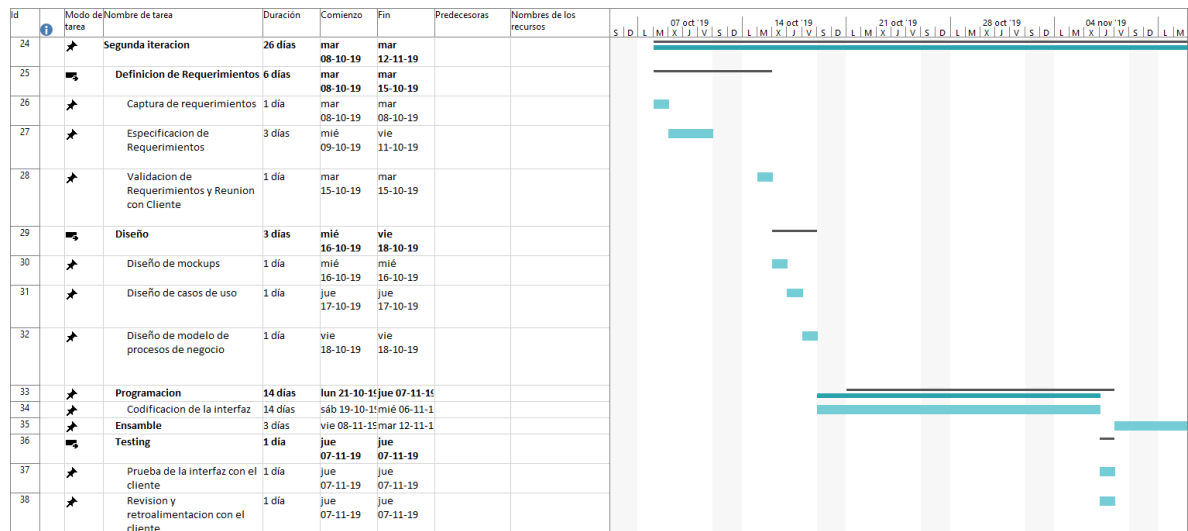 Id Modo de tarea Nombre de tarea Duración Comienzo Fin Predecesoras Nombres de los recursos
07 oct '19 14 oct '19 21 oct '19 28 oct '19 04 nov '19
S D L M X J V S D L M X J V S D L M X J V S D L M X J V S D L M X J V S D L M
24 Segunda iteracion 26 días mar 08-10-19 mar 12-11-19
25 Definicion de Requerimientos 6 días mar 08-10-19 mar 15-10-19
26 Captura de requerimientos 1 día mar 08-10-19 mar 08-10-19
27 Especificacion de Requerimientos 3 días mié 09-10-19 vie 11-10-19
28 Validacion de Requerimientos y Reunion con Cliente 1 día mar 15-10-19 mar 15-10-19
29 Diseño 3 días mié 16-10-19 vie 18-10-19
30 Diseño de mockups 1 día mié 16-10-19 mié 16-10-19
31 Diseño de casos de uso 1 día jue 17-10-19 jue 17-10-19
32 Diseño de modelo de procesos de negocio 1 día vie 18-10-19 vie 18-10-19
33 Programacion 14 días lun 21-10-19 jue 07-11-19
34 Codificacion de la interfaz 14 días sáb 19-10-19 mié 06-11-1
35 Ensamble 3 días vie 08-11-19 mar 12-11-1
36 Testing 1 día jue 07-11-19 jue 07-11-19
37 Prueba de la interfaz con el cliente 1 día jue 07-11-19 jue 07-11-19
38 Revision y retroalimentacion con el cliente 1 día jue 07-11-19 jue 07-11-19